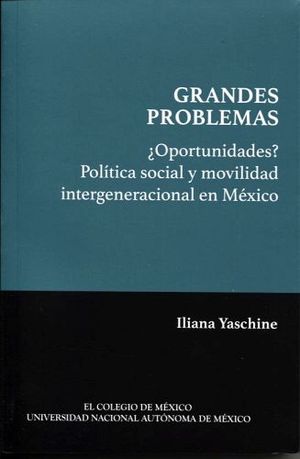 GRANDES
PROBLEMAS
¿Oportunidades?
Política social y movilidad
intergeneracional en México
Iliana Yaschine
EL COLEGIO DE MÉXICO
UNIVERSIDAD NACIONAL AUTÓNOMA DE MÉXICO